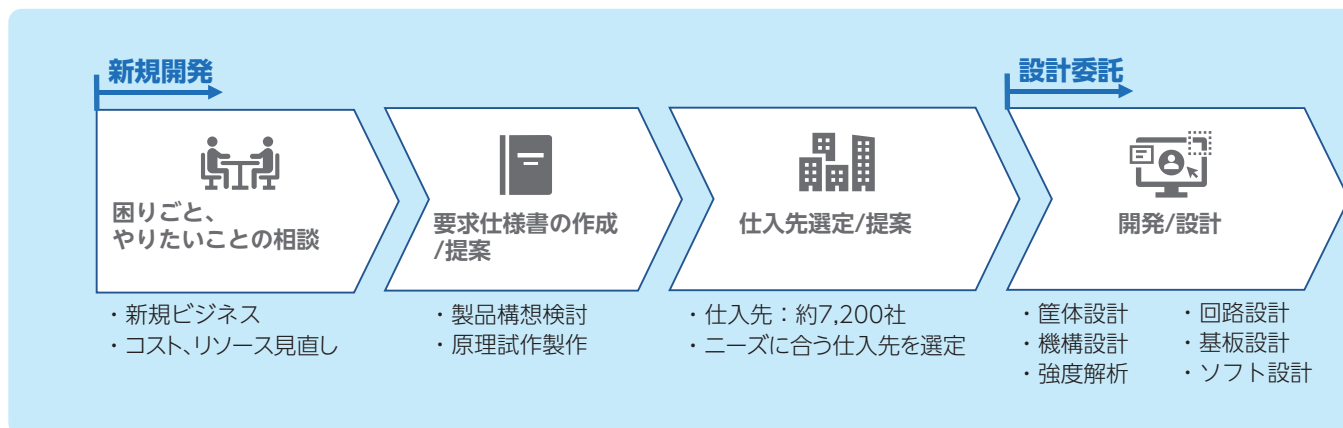 新規開発
設計委託
困りごと、
やりたいことの相談
要求仕様書の作成
/提案
仕入先選定/提案
開発/設計
・新規ビジネス
・コスト、リソース見直し
・製品構想検討
・原理試作製作
・仕入先：約7,200社
・ニーズに合う仕入先を選定
・筐体設計
・機構設計
・強度解析
・回路設計
・基板設計
・ソフト設計